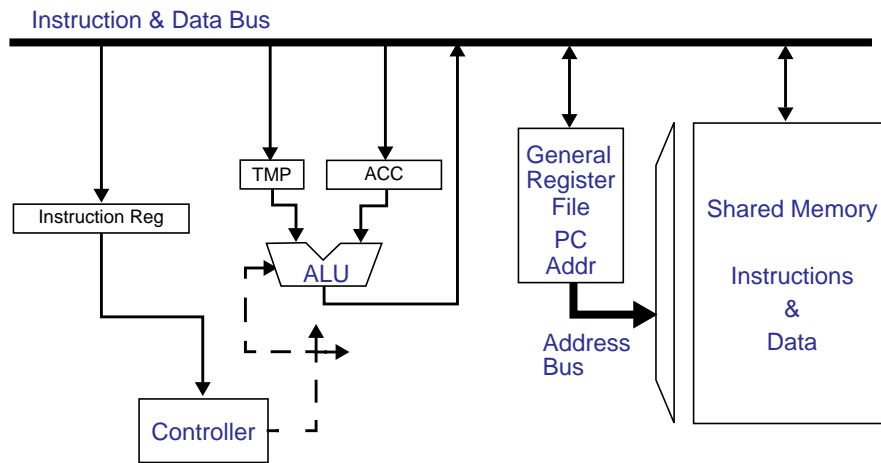 Instruction & Data Bus
TMP
ACC
Instruction Reg
ALU
Controller
General
Register
File
PC
Addr
Address
Bus
Shared Memory
Instructions
&
Data